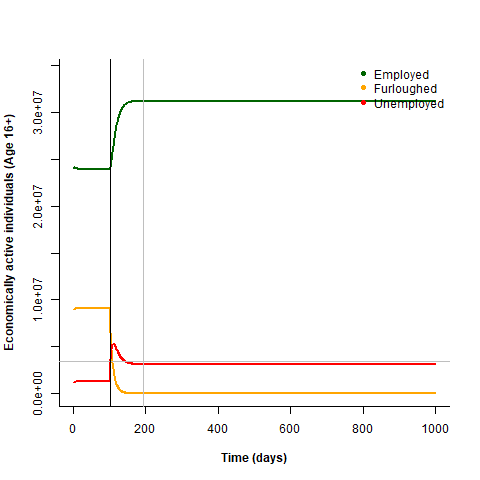 Employed
Furloughed
Unemployed
Economically active individuals (Age 16+)
3.0e+07
2.0e+07
1.0e+07
0.0e+00
0 200 400 600 800 1000
Time (days)